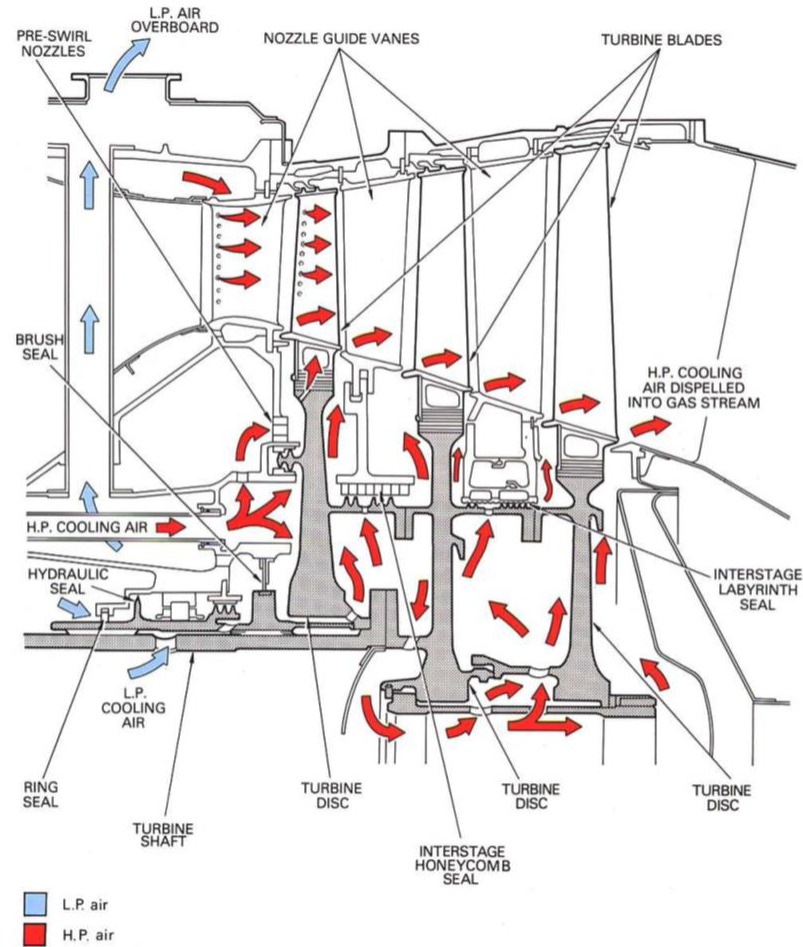 L.P. AIR
OVERBOARD
PRE-SWIRL
NOZZLES
NOZZLE GUIDE VANES
TURBINE BLADES
BRUSH
SEAL
H.P. COOLING
AIR DISPELLED
INTO GAS STREAM
H.P. COOLING AIR
HYDRAULIC
SEAL
INTERSTAGE
LABYRINTH
SEAL
L.P.
COOLING
AIR
RING
SEAL
TURBINE
SHAFT
TURBINE
DISC
INTERSTAGE
HONEYCOMB
SEAL
TURBINE
DISC
TURBINE
DISC
L.P. air
H.P. air